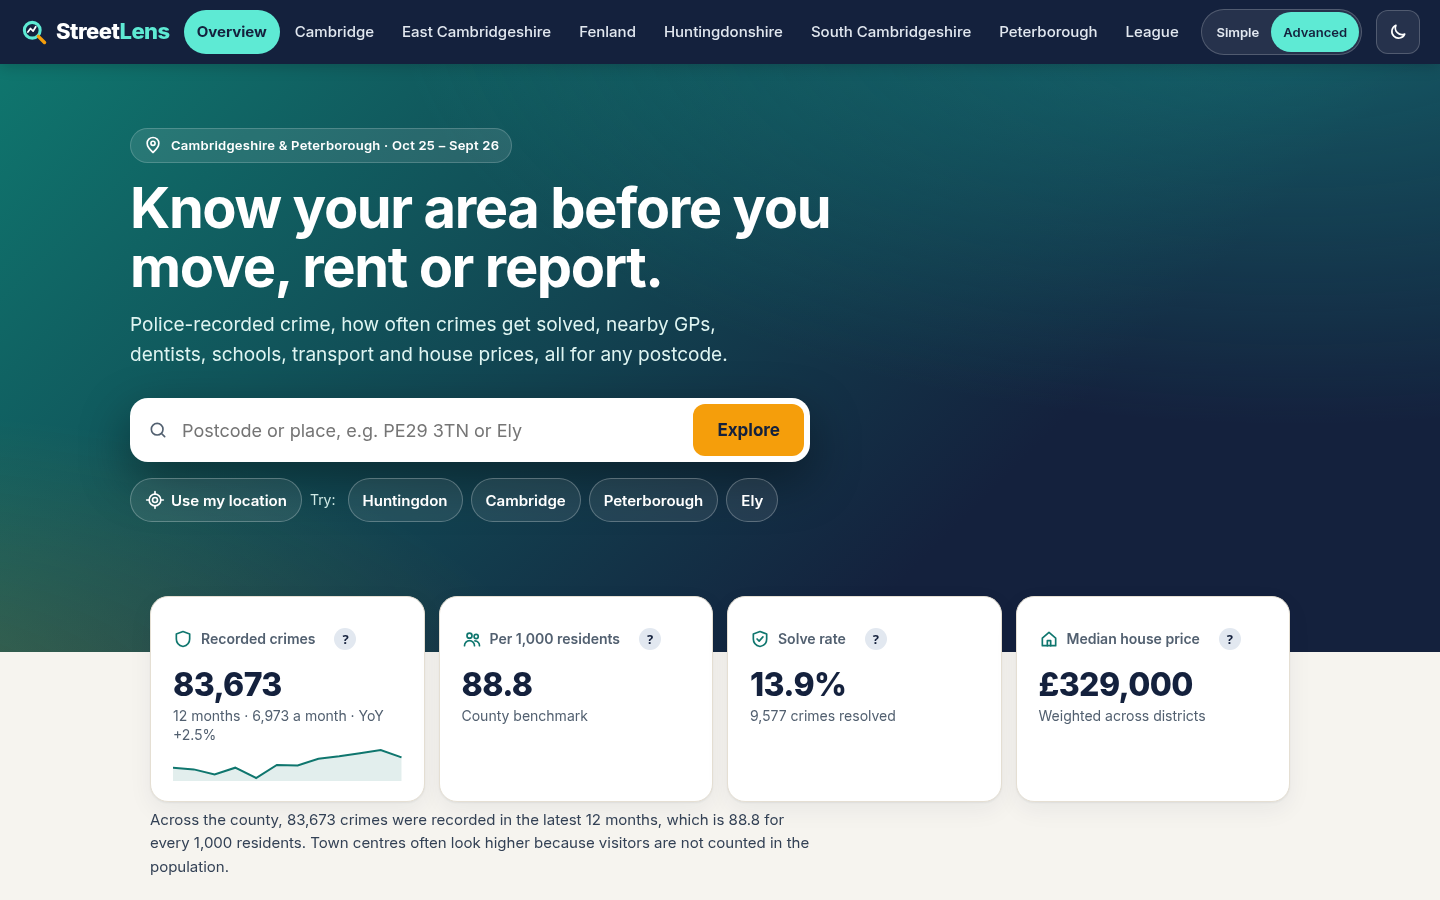 StreetLens
Overview
Cambridge
East Cambridgeshire
Fenland
Huntingdonshire
South Cambridgeshire
Peterborough
League
Simple
Advanced
Cambridgeshire & Peterborough · Oct 25 – Sept 26
Know your area before you
move, rent or report.
Police-recorded crime, how often crimes get solved, nearby GPs,
dentists, schools, transport and house prices, all for any postcode.
Postcode or place, e.g. PE29 3TN or Ely
Explore
Use my location
Try:
Huntingdon
Cambridge
Peterborough
Ely
Recorded crimes ?
83,673
12 months · 6,973 a month · YoY
+2.5%
Per 1,000 residents ?
88.8
County benchmark
Solve rate ?
13.9%
9,577 crimes resolved
Median house price ?
£329,000
Weighted across districts
Across the county, 83,673 crimes were recorded in the latest 12 months, which is 88.8 for
every 1,000 residents. Town centres often look higher because visitors are not counted in the
population.